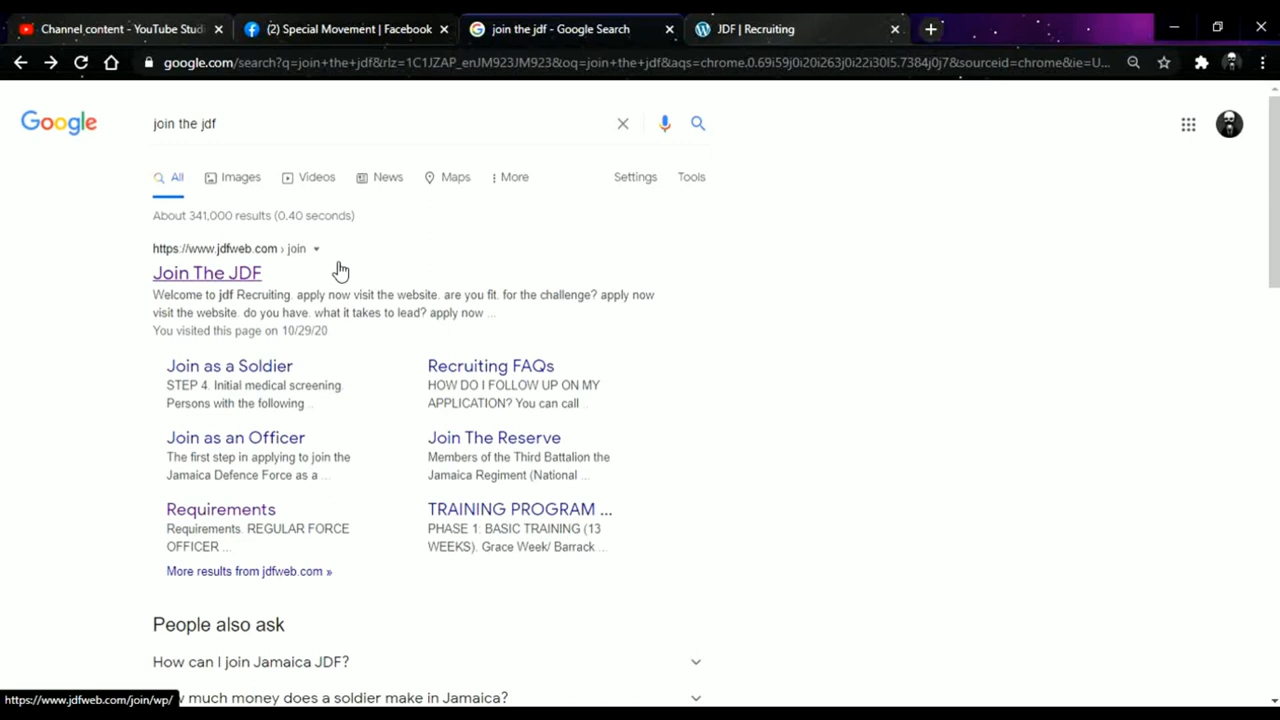 Channel content - YouTube Stud
(2) Special Movement | Facebook
join the jdf - Google Search
JDF | Recruiting
google.com/search?q=join+the+jdf&rlz=1C1JZAP_enJM923JM923&oq=join+the+jdf&aqs=chrome.0.69i59j0i20i263j0i22i30l5.7384j0j7&sourceid=chrome&ie=U...
Google
join the jdf
All Images Videos News Maps More Settings Tools
About 341,000 results (0.40 seconds)
https://www.jdfweb.com › join
Join The JDF
Welcome to jdf Recruiting. apply now visit the website. are you fit. for the challenge? apply now
visit the website. do you have. what it takes to lead? apply now ...
You visited this page on 10/29/20
Join as a Soldier
STEP 4. Initial medical screening.
Persons with the following ...
Recruiting FAQs
HOW DO I FOLLOW UP ON MY
APPLICATION? You can call ...
Join as an Officer
The first step in applying to join the
Jamaica Defence Force as a ...
Join The Reserve
Members of the Third Battalion the
Jamaica Regiment (National ...
Requirements
Requirements. REGULAR FORCE
OFFICER ...
TRAINING PROGRAM ...
PHASE 1: BASIC TRAINING (13
WEEKS). Grace Week/ Barrack ...
More results from jdfweb.com »
People also ask
How can I join Jamaica JDF?
much money does a soldier make in Jamaica?
https://www.jdfweb.com/join/wp/